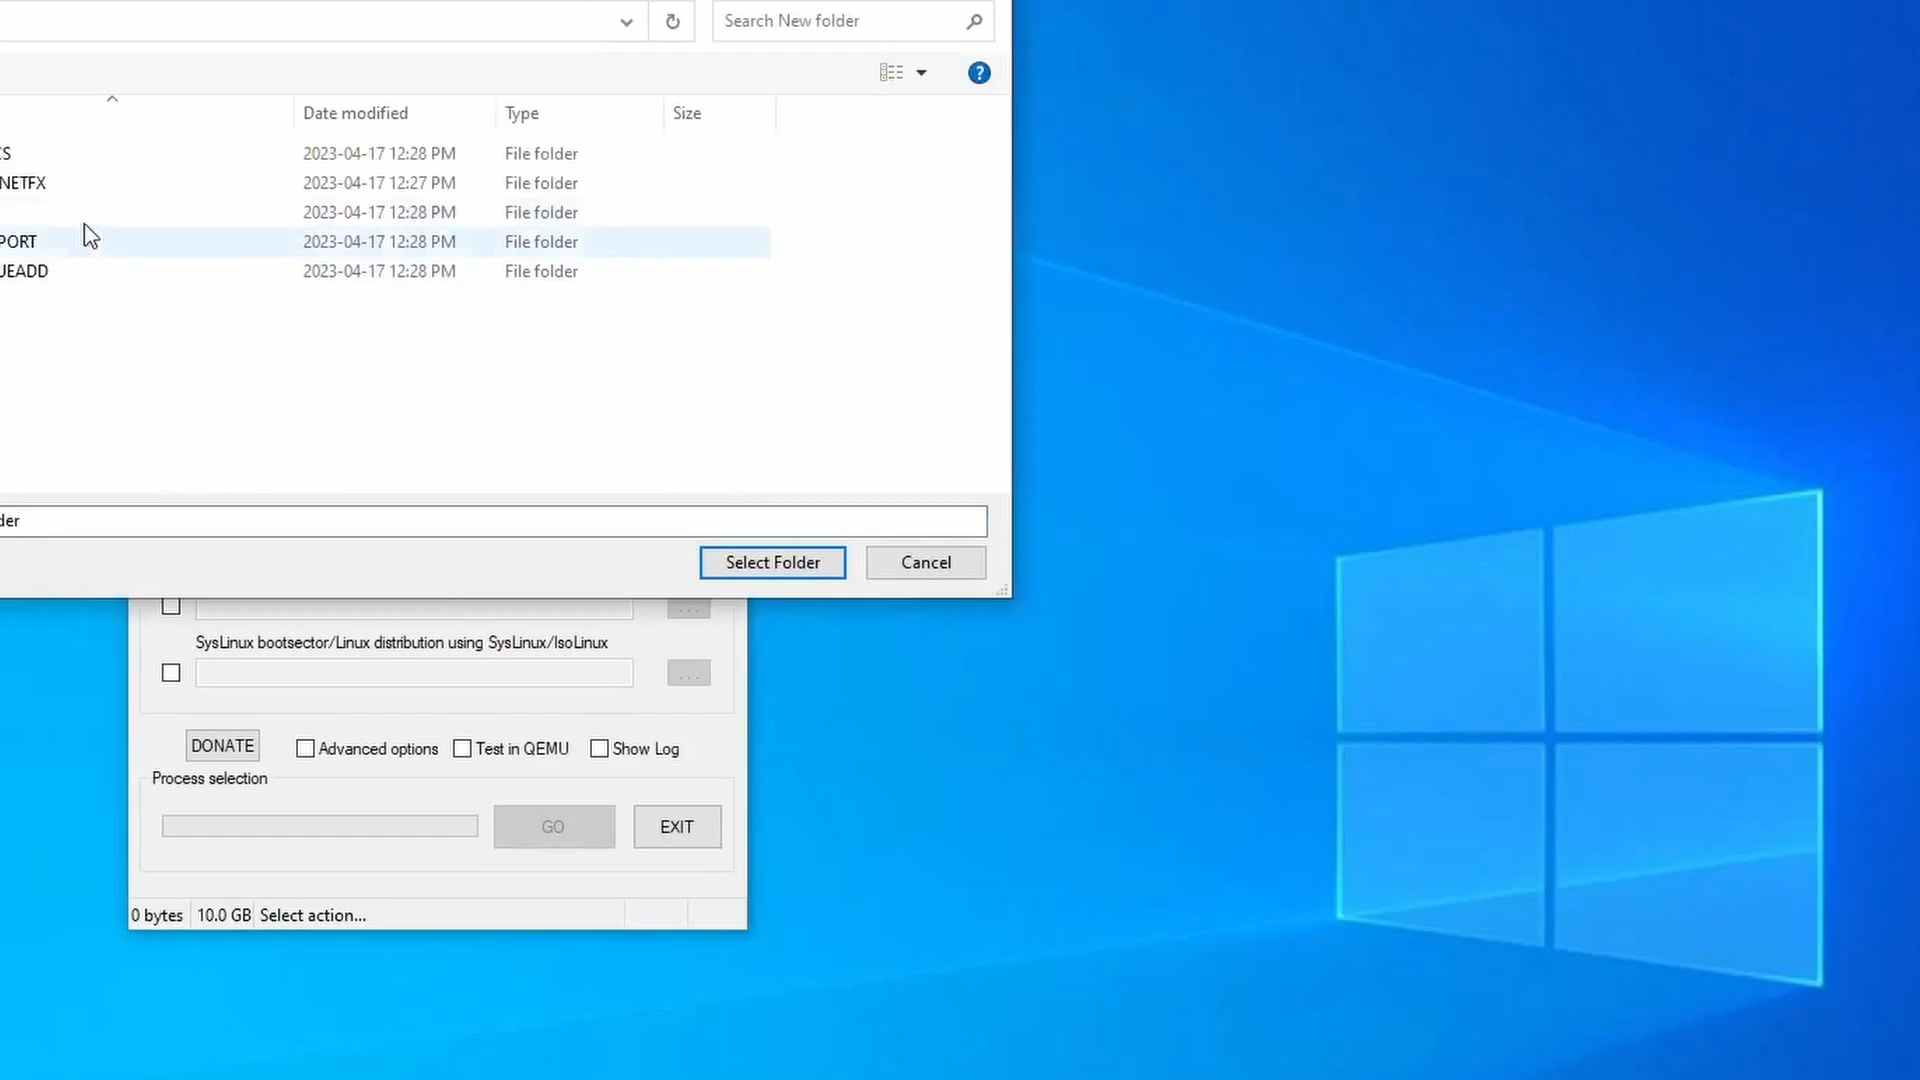 Search New folder
?
Date modified Type Size
CS 2023-04-17 12:28 PM File folder
NETFX 2023-04-17 12:27 PM File folder
2023-04-17 12:28 PM File folder
PORT 2023-04-17 12:28 PM File folder
UEADD 2023-04-17 12:28 PM File folder
der
Select Folder Cancel
...
SysLinux bootsector/Linux distribution using SysLinux/IsoLinux
...
DONATE Advanced options Test in QEMU Show Log
Process selection
GO EXIT
0 bytes 10.0 GB Select action...